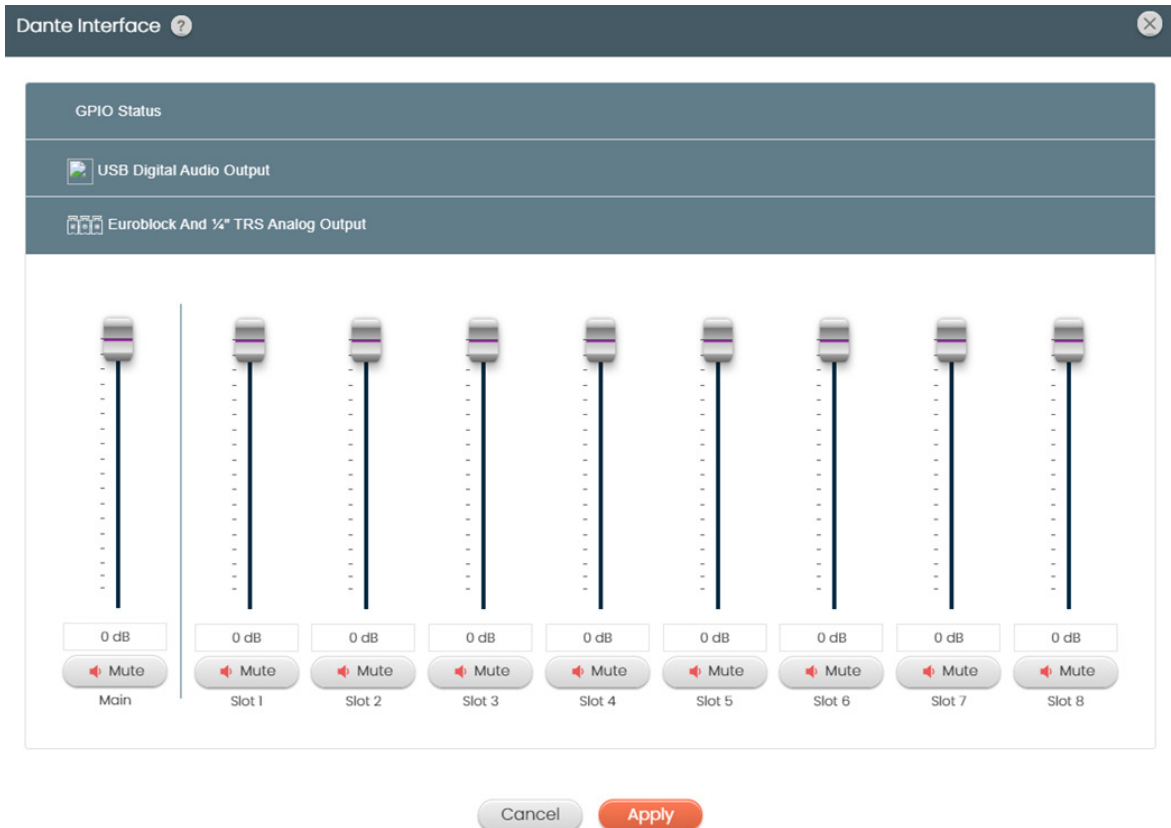 Dante Interface ?
GPIO Status
USB Digital Audio Output
Euroblock And ¼" TRS Analog Output
0 dB 0 dB 0 dB 0 dB 0 dB 0 dB 0 dB 0 dB 0 dB
Mute Mute Mute Mute Mute Mute Mute Mute Mute
Main Slot 1 Slot 2 Slot 3 Slot 4 Slot 5 Slot 6 Slot 7 Slot 8
Cancel Apply